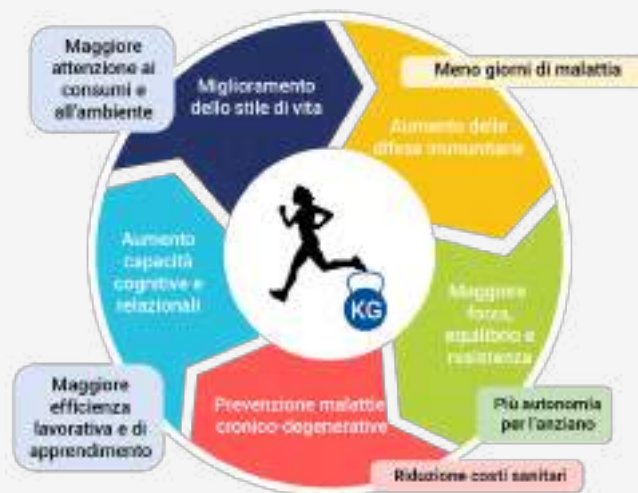 Maggiore
attenzione ai
consumi e
all'ambiente
Miglioramento
dello stile di vita
Meno giorni di malattia
Aumento delle
difese immunitarie
Aumento
capacità
cognitive e
relazionali
KG
Maggiore
forza,
equilibrio e
resistenza
Maggiore
efficienza
lavorativa e di
apprendimento
Prevenzione malattie
cronico-degenerative
Più autonomia
per l'anziano
Riduzione costi sanitari